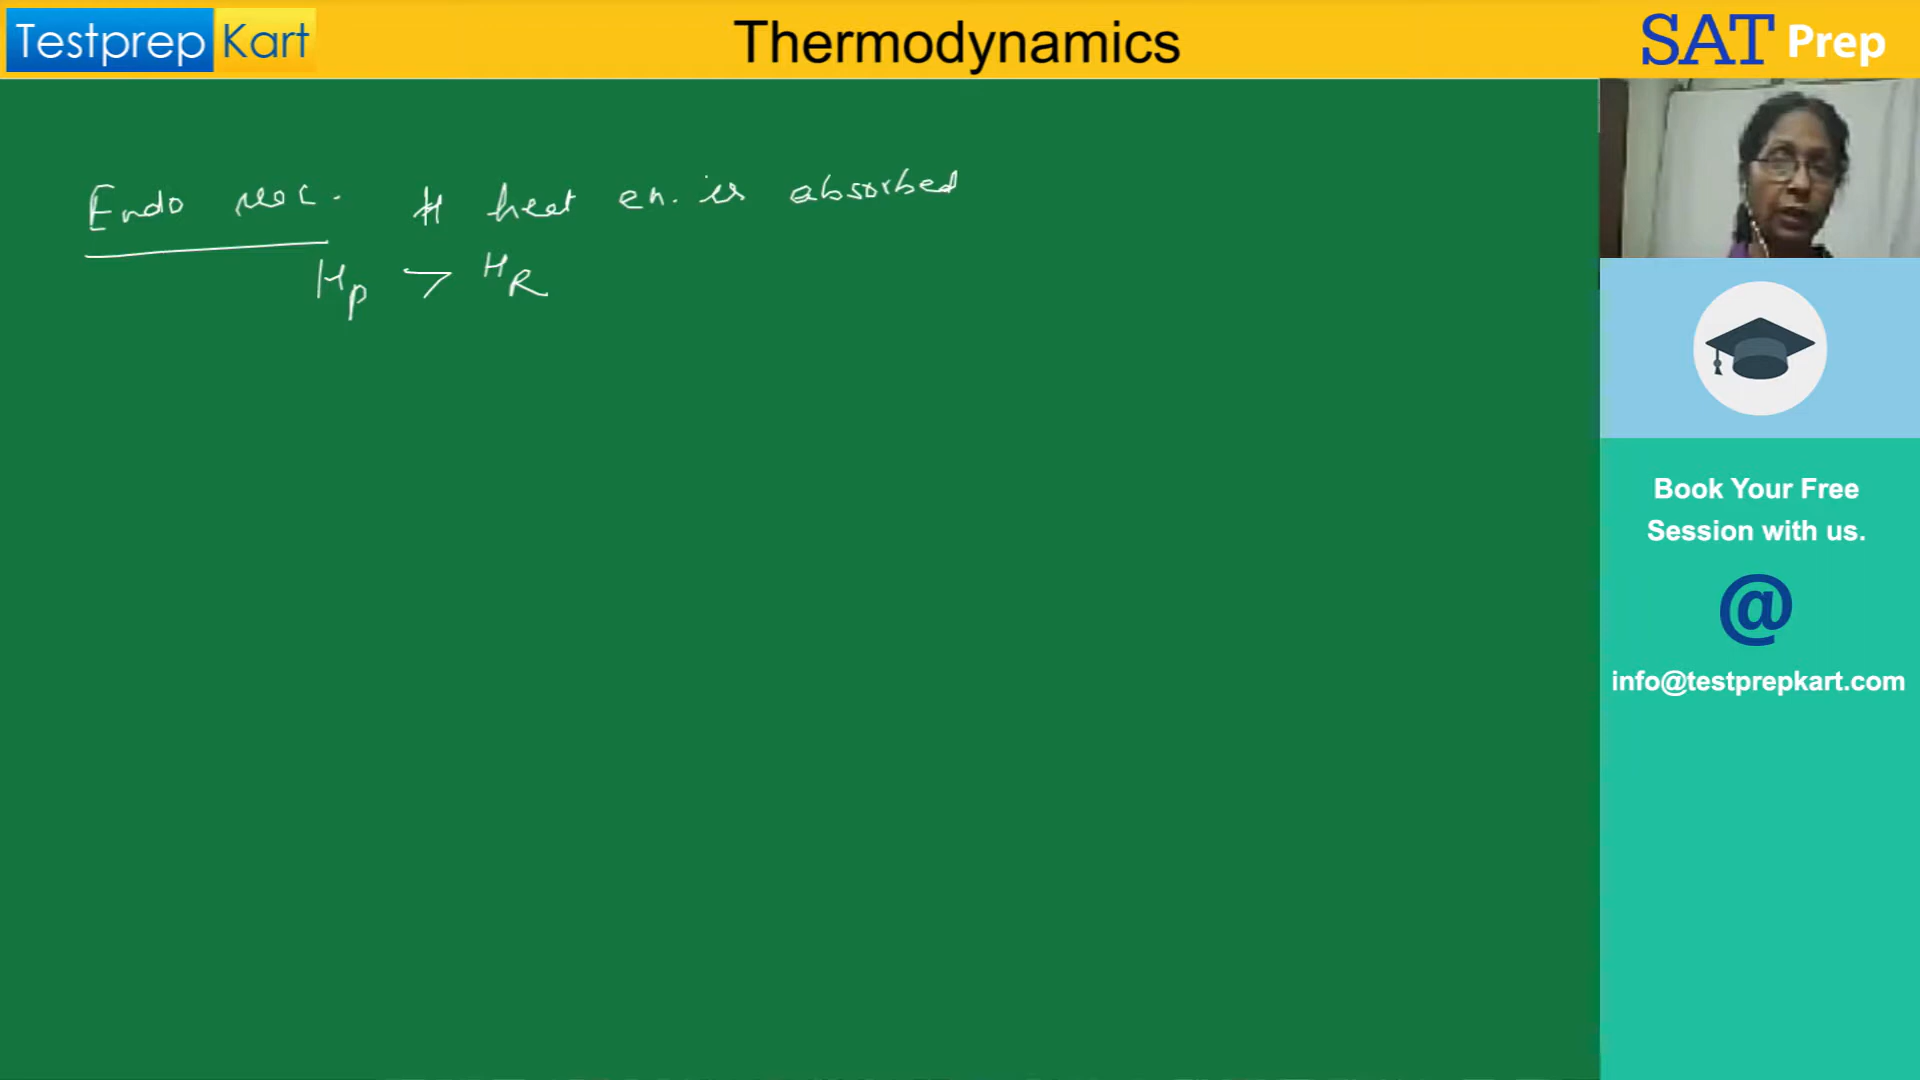 Testprep Kart
Thermodynamics
SAT Prep
Endo # heat en. is absorbed
Hp > HR
Book Your Free
Session with us.
@
info@testprepkart.com